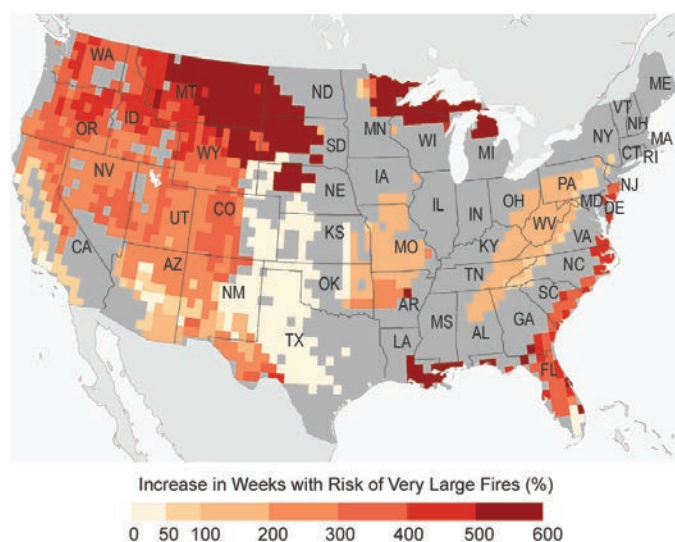 WA
ME
MT
ND
VT
MN
NH
OR
ID
NY
MA
SD
WI
WY
MI
CT
RI
IA
PA
NJ
NE
NV
OH
MD
DE
IL
IN
UT
CO
WV
VA
CA
KS
MO
KY
NC
AZ
TN
OK
NM
AR
SC
MS
AL
GA
TX
LA
FL
Increase in Weeks with Risk of Very Large Fires (%)
0 50 100 200 300 400 500 600